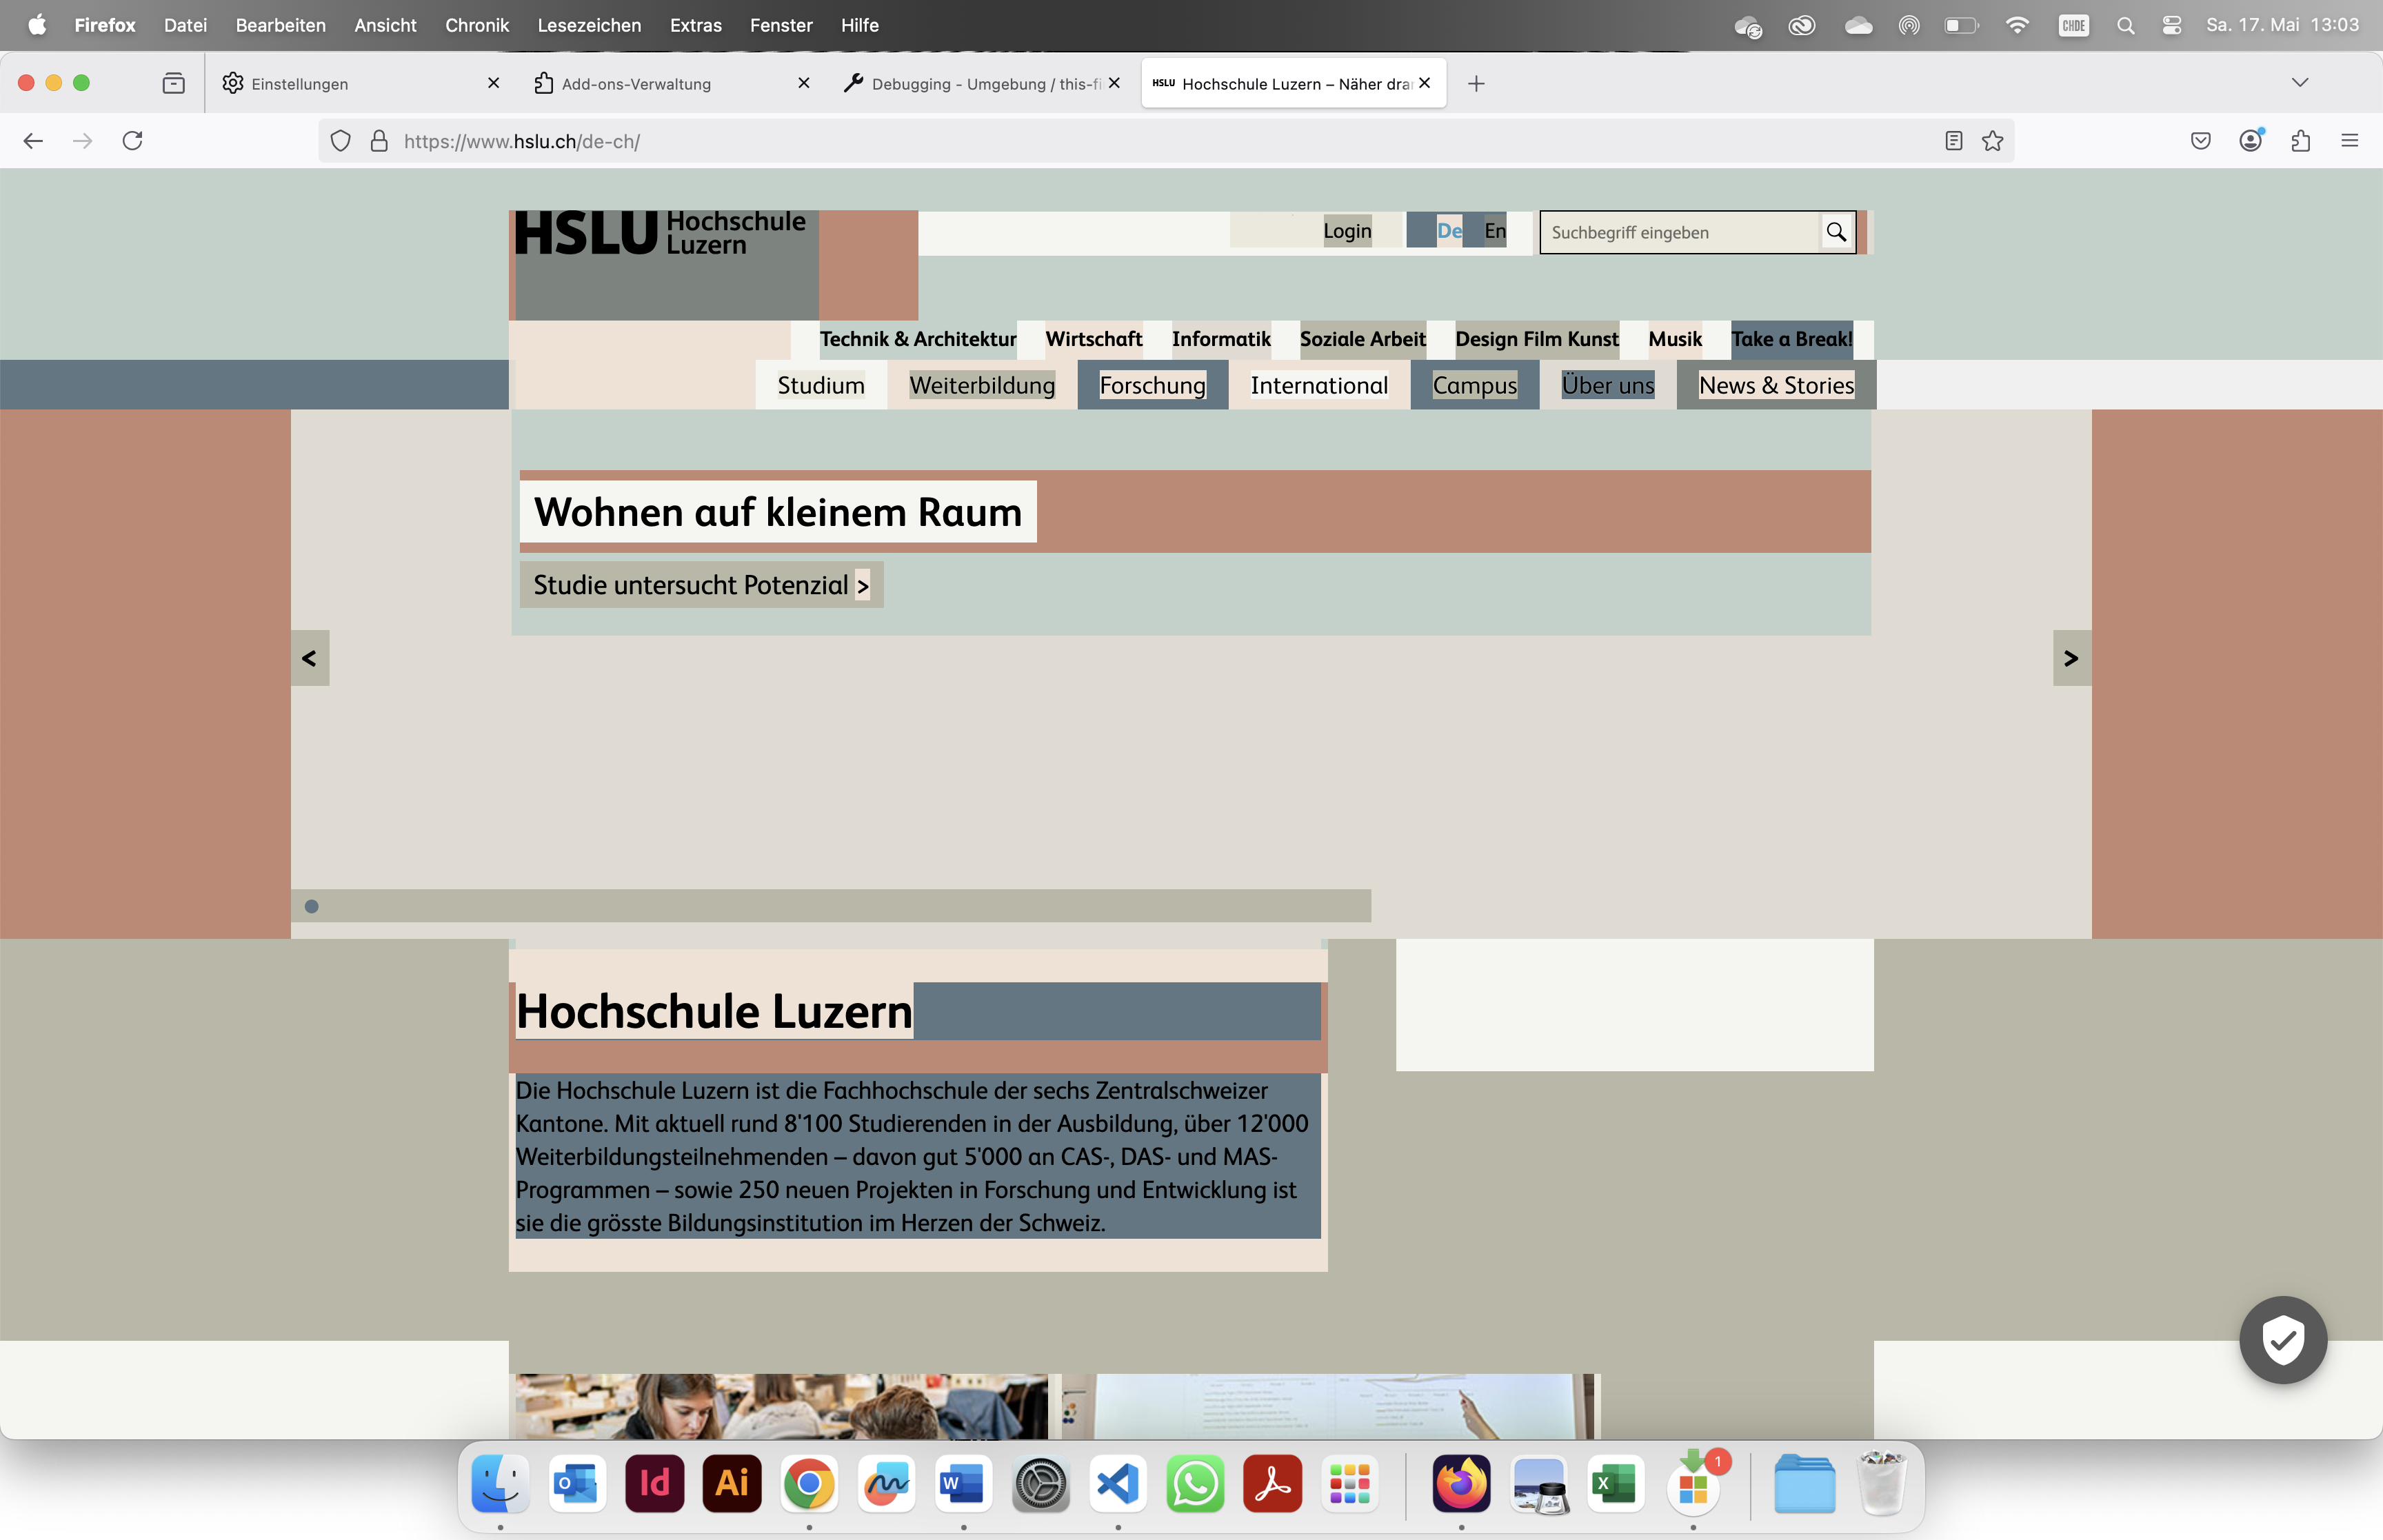 Firefox Datei Bearbeiten Ansicht Chronik Lesezeichen Extras Fenster Hilfe CHDE Sa. 17. Mai 13:03
Einstellungen Add-ons-Verwaltung Debugging - Umgebung / this-fi HSLU Hochschule Luzern – Näher dra
https://www.hslu.ch/de-ch/
HSLU Hochschule
Luzern
Login De En Suchbegriff eingeben
Technik & Architektur Wirtschaft Informatik Soziale Arbeit Design Film Kunst Musik Take a Break!
Studium Weiterbildung Forschung International Campus Über uns News & Stories
Wohnen auf kleinem Raum
Studie untersucht Potenzial >
< >
Hochschule Luzern
Die Hochschule Luzern ist die Fachhochschule der sechs Zentralschweizer
Kantone. Mit aktuell rund 8'100 Studierenden in der Ausbildung, über 12'000
Weiterbildungsteilnehmenden – davon gut 5'000 an CAS-, DAS- und MAS-
Programmen – sowie 250 neuen Projekten in Forschung und Entwicklung ist
sie die grösste Bildungsinstitution im Herzen der Schweiz.
O Id Ai W X 1